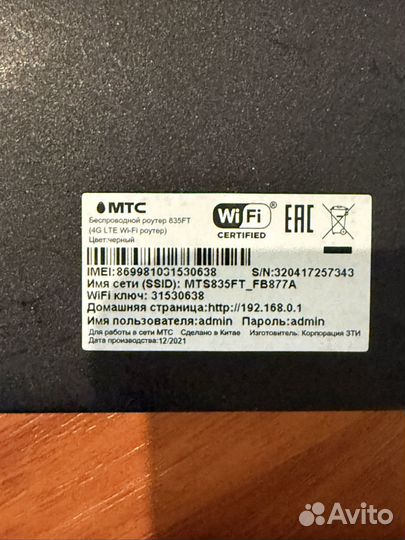 МТС
Беспроводной роутер 835FT
(4G LTE Wi-Fi роутер)
Цвет:черный
WiFi
CERTIFIED
EAC
IMEI:869981031530638 S/N:320417257343
Имя сети (SSID): MTS835FT_FB877A
WiFi ключ: 31530638
Домашняя страница:http://192.168.0.1
Имя пользователя:admin Пароль:admin
Для работы в сети МТС Сделано в Китае Изготовитель: Корпорация ЗТИ
Дата производства:12/2021
Avito